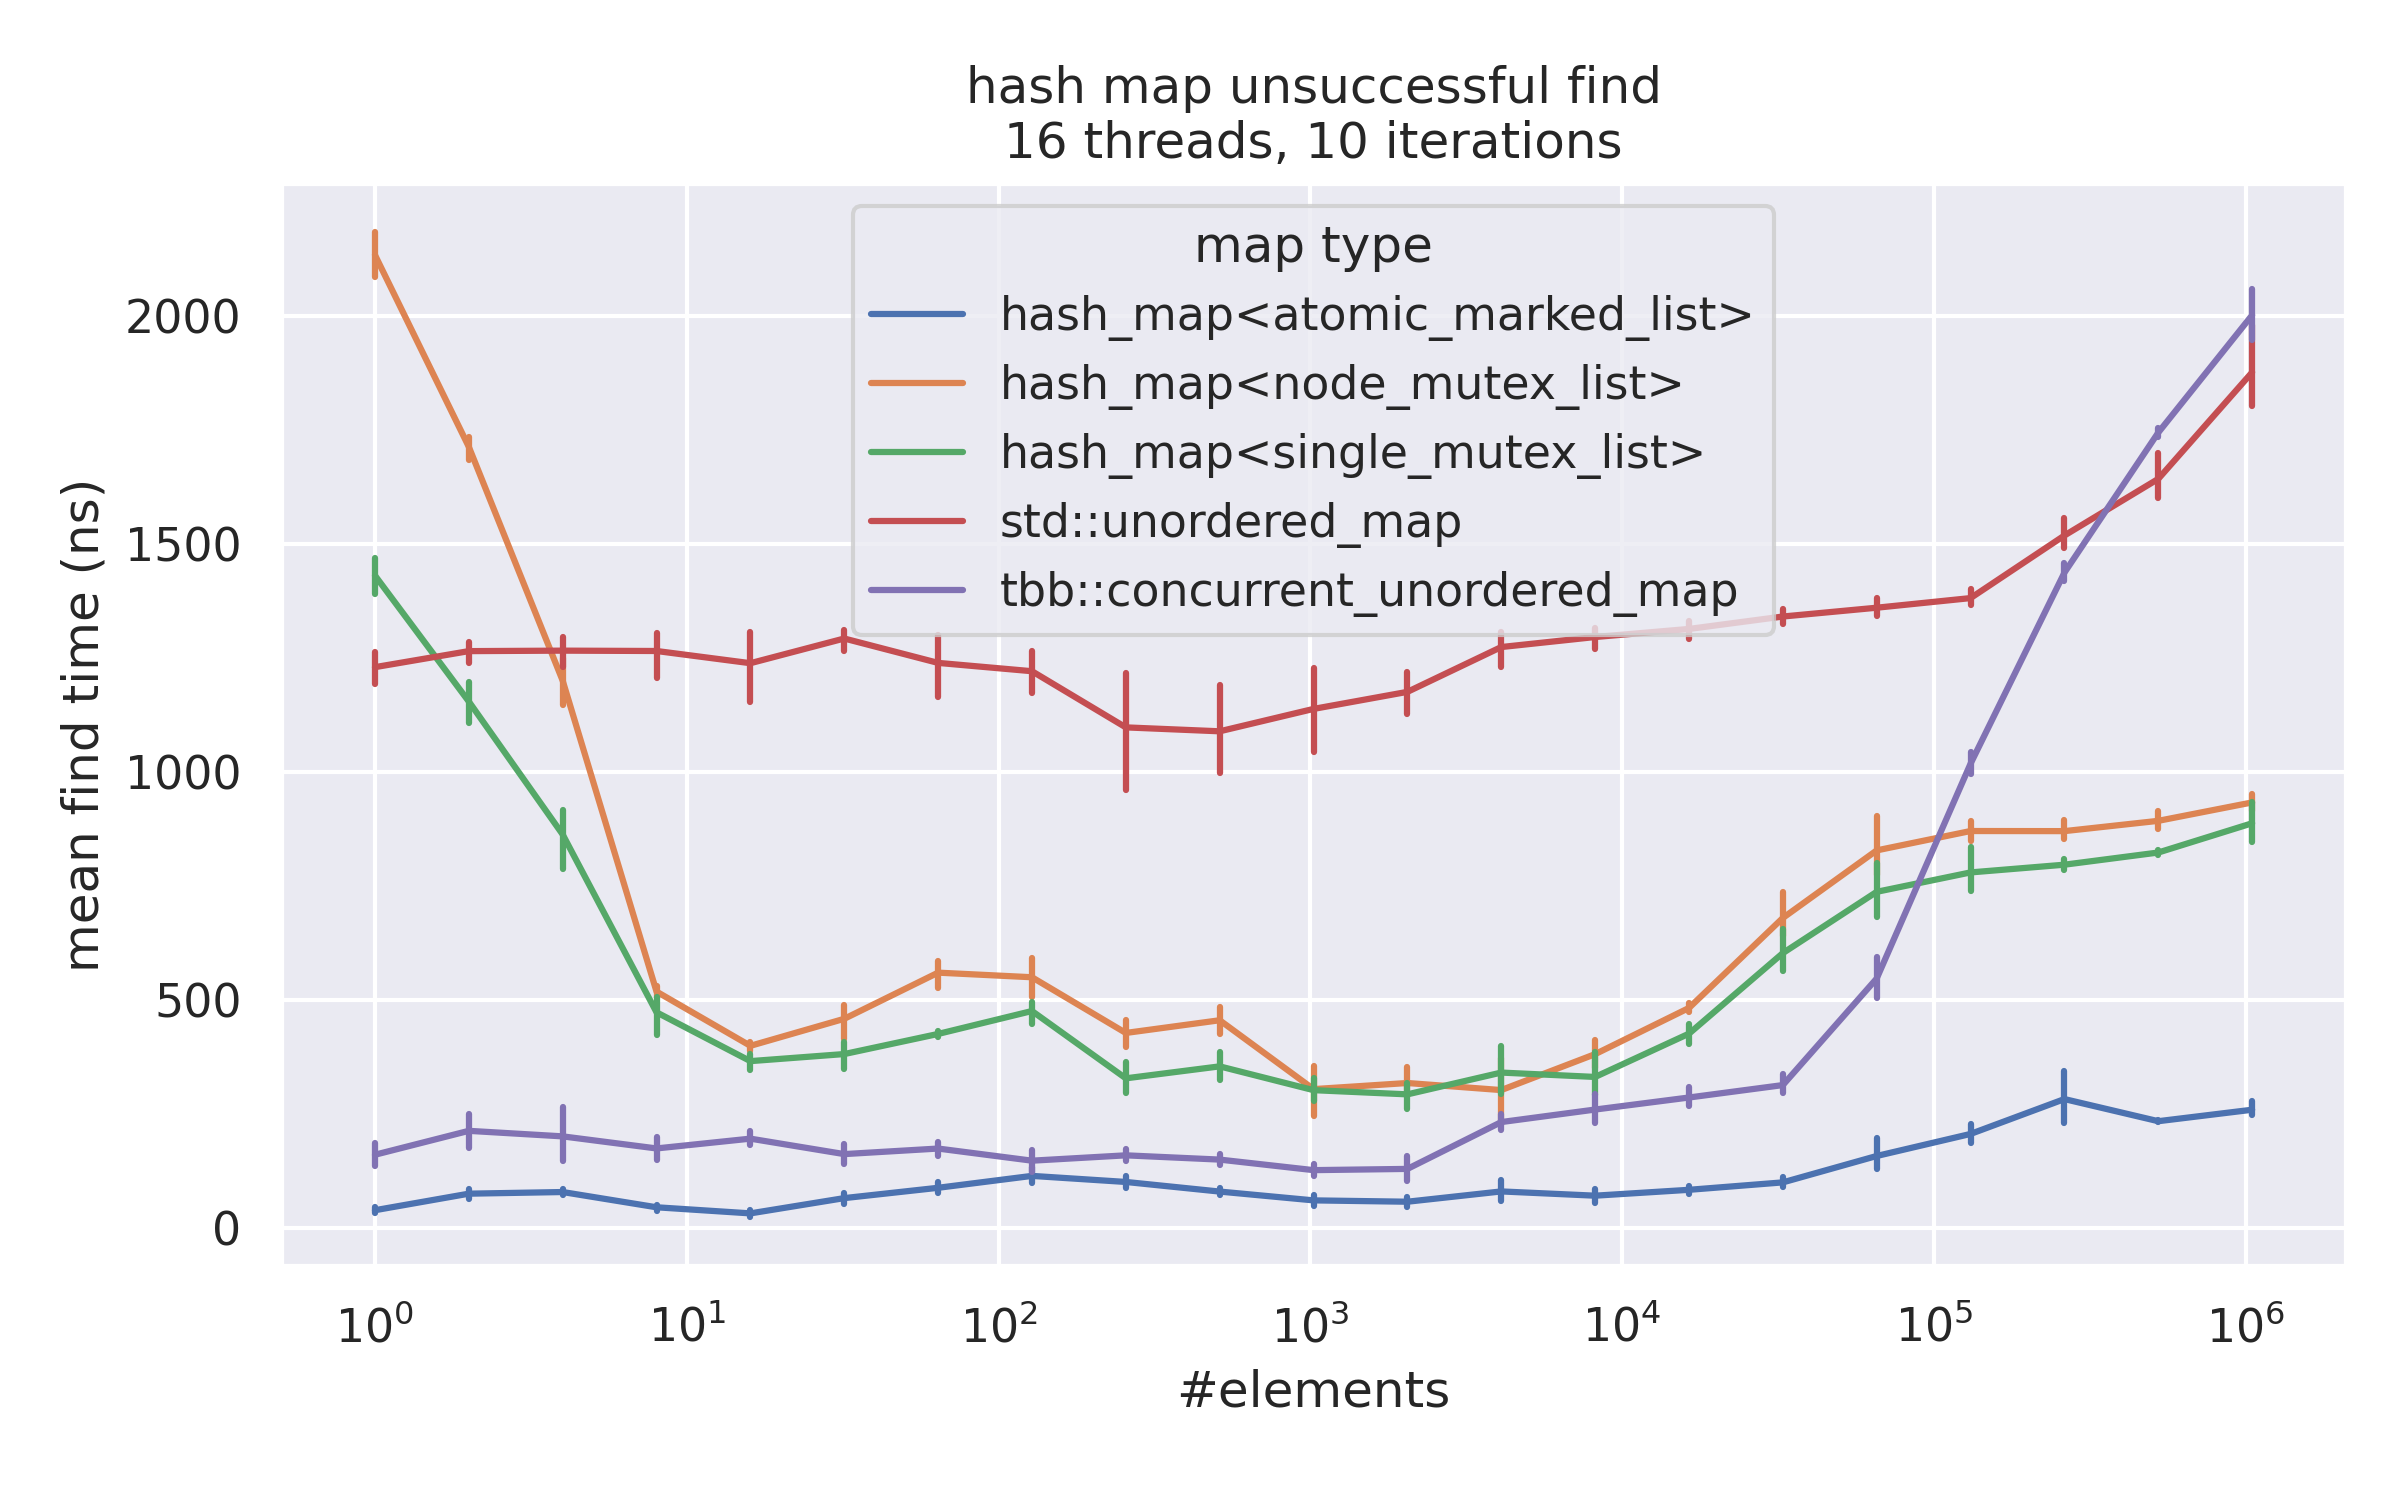 hash map unsuccessful find
16 threads, 10 iterations
map type
hash_map<atomic_marked_list>
hash_map<node_mutex_list>
hash_map<single_mutex_list>
std::unordered_map
tbb::concurrent_unordered_map
mean find time (ns)
2000
1500
1000
500
0
10⁰ 10¹ 10² 10³ 10⁴ 10⁵ 10⁶
#elements